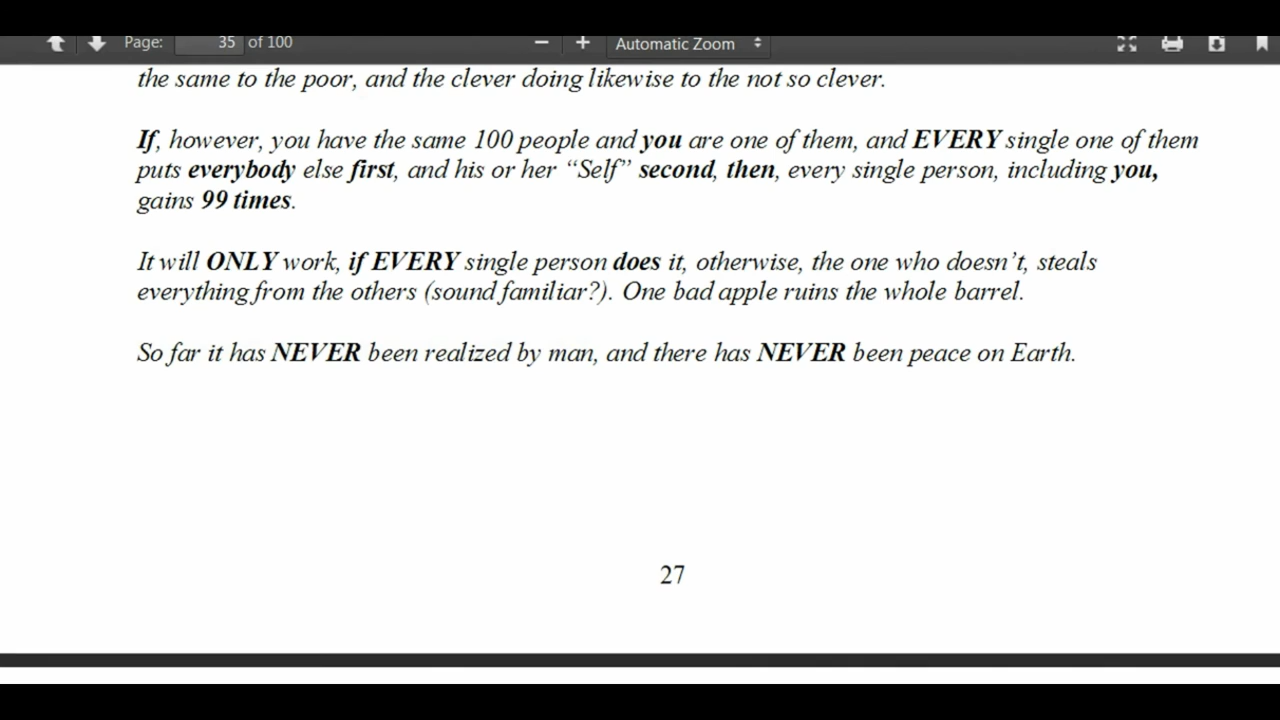 Page: 35 of 100 Automatic Zoom
the same to the poor, and the clever doing likewise to the not so clever.
If, however, you have the same 100 people and you are one of them, and EVERY single one of them
puts everybody else first, and his or her “Self” second, then, every single person, including you,
gains 99 times.
It will ONLY work, if EVERY single person does it, otherwise, the one who doesn’t, steals
everything from the others (sound familiar?). One bad apple ruins the whole barrel.
So far it has NEVER been realized by man, and there has NEVER been peace on Earth.
27